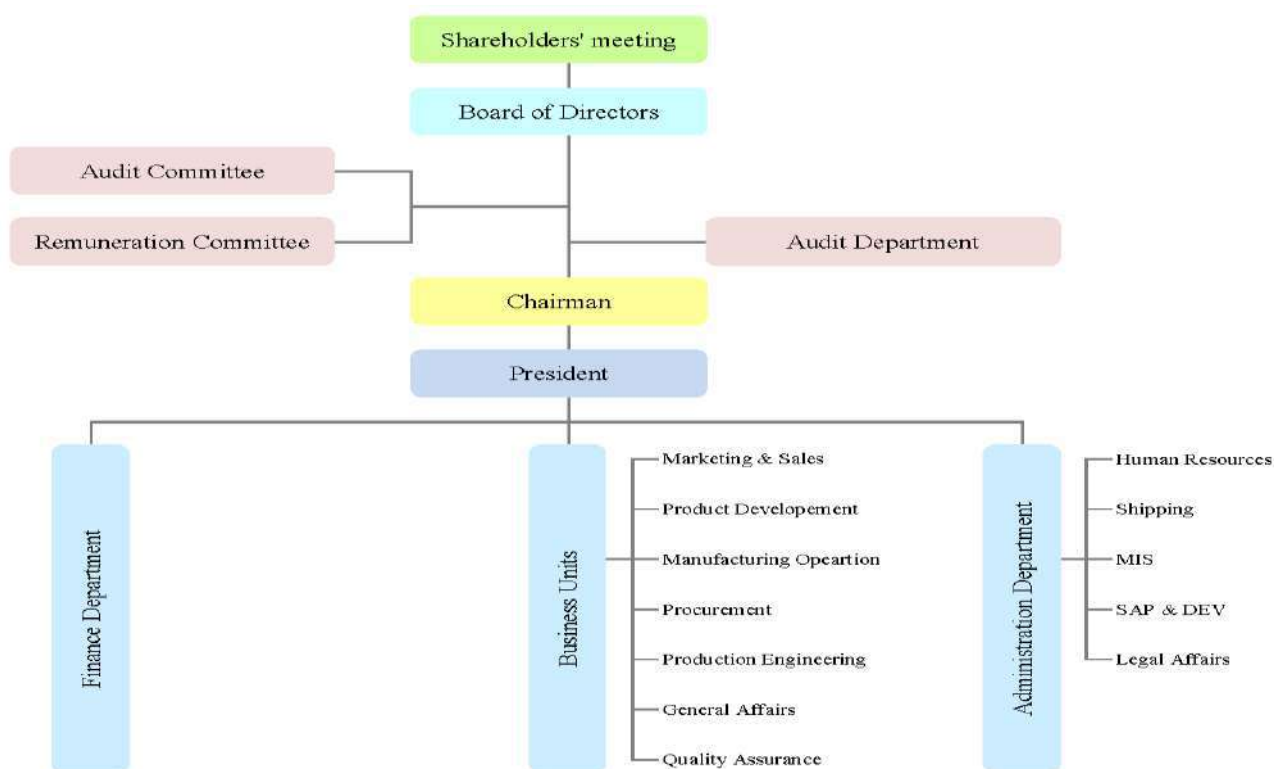 Shareholders' meeting
Board of Directors
Audit Committee
Remuneration Committee
Audit Department
Chairman
President
Finance Department
Business Units
Marketing & Sales
Product Developement
Manufacturing Opeartion
Procurement
Production Engineering
General Affairs
Quality Assurance
Administration Department
Human Resources
Shipping
MIS
SAP & DEV
Legal Affairs